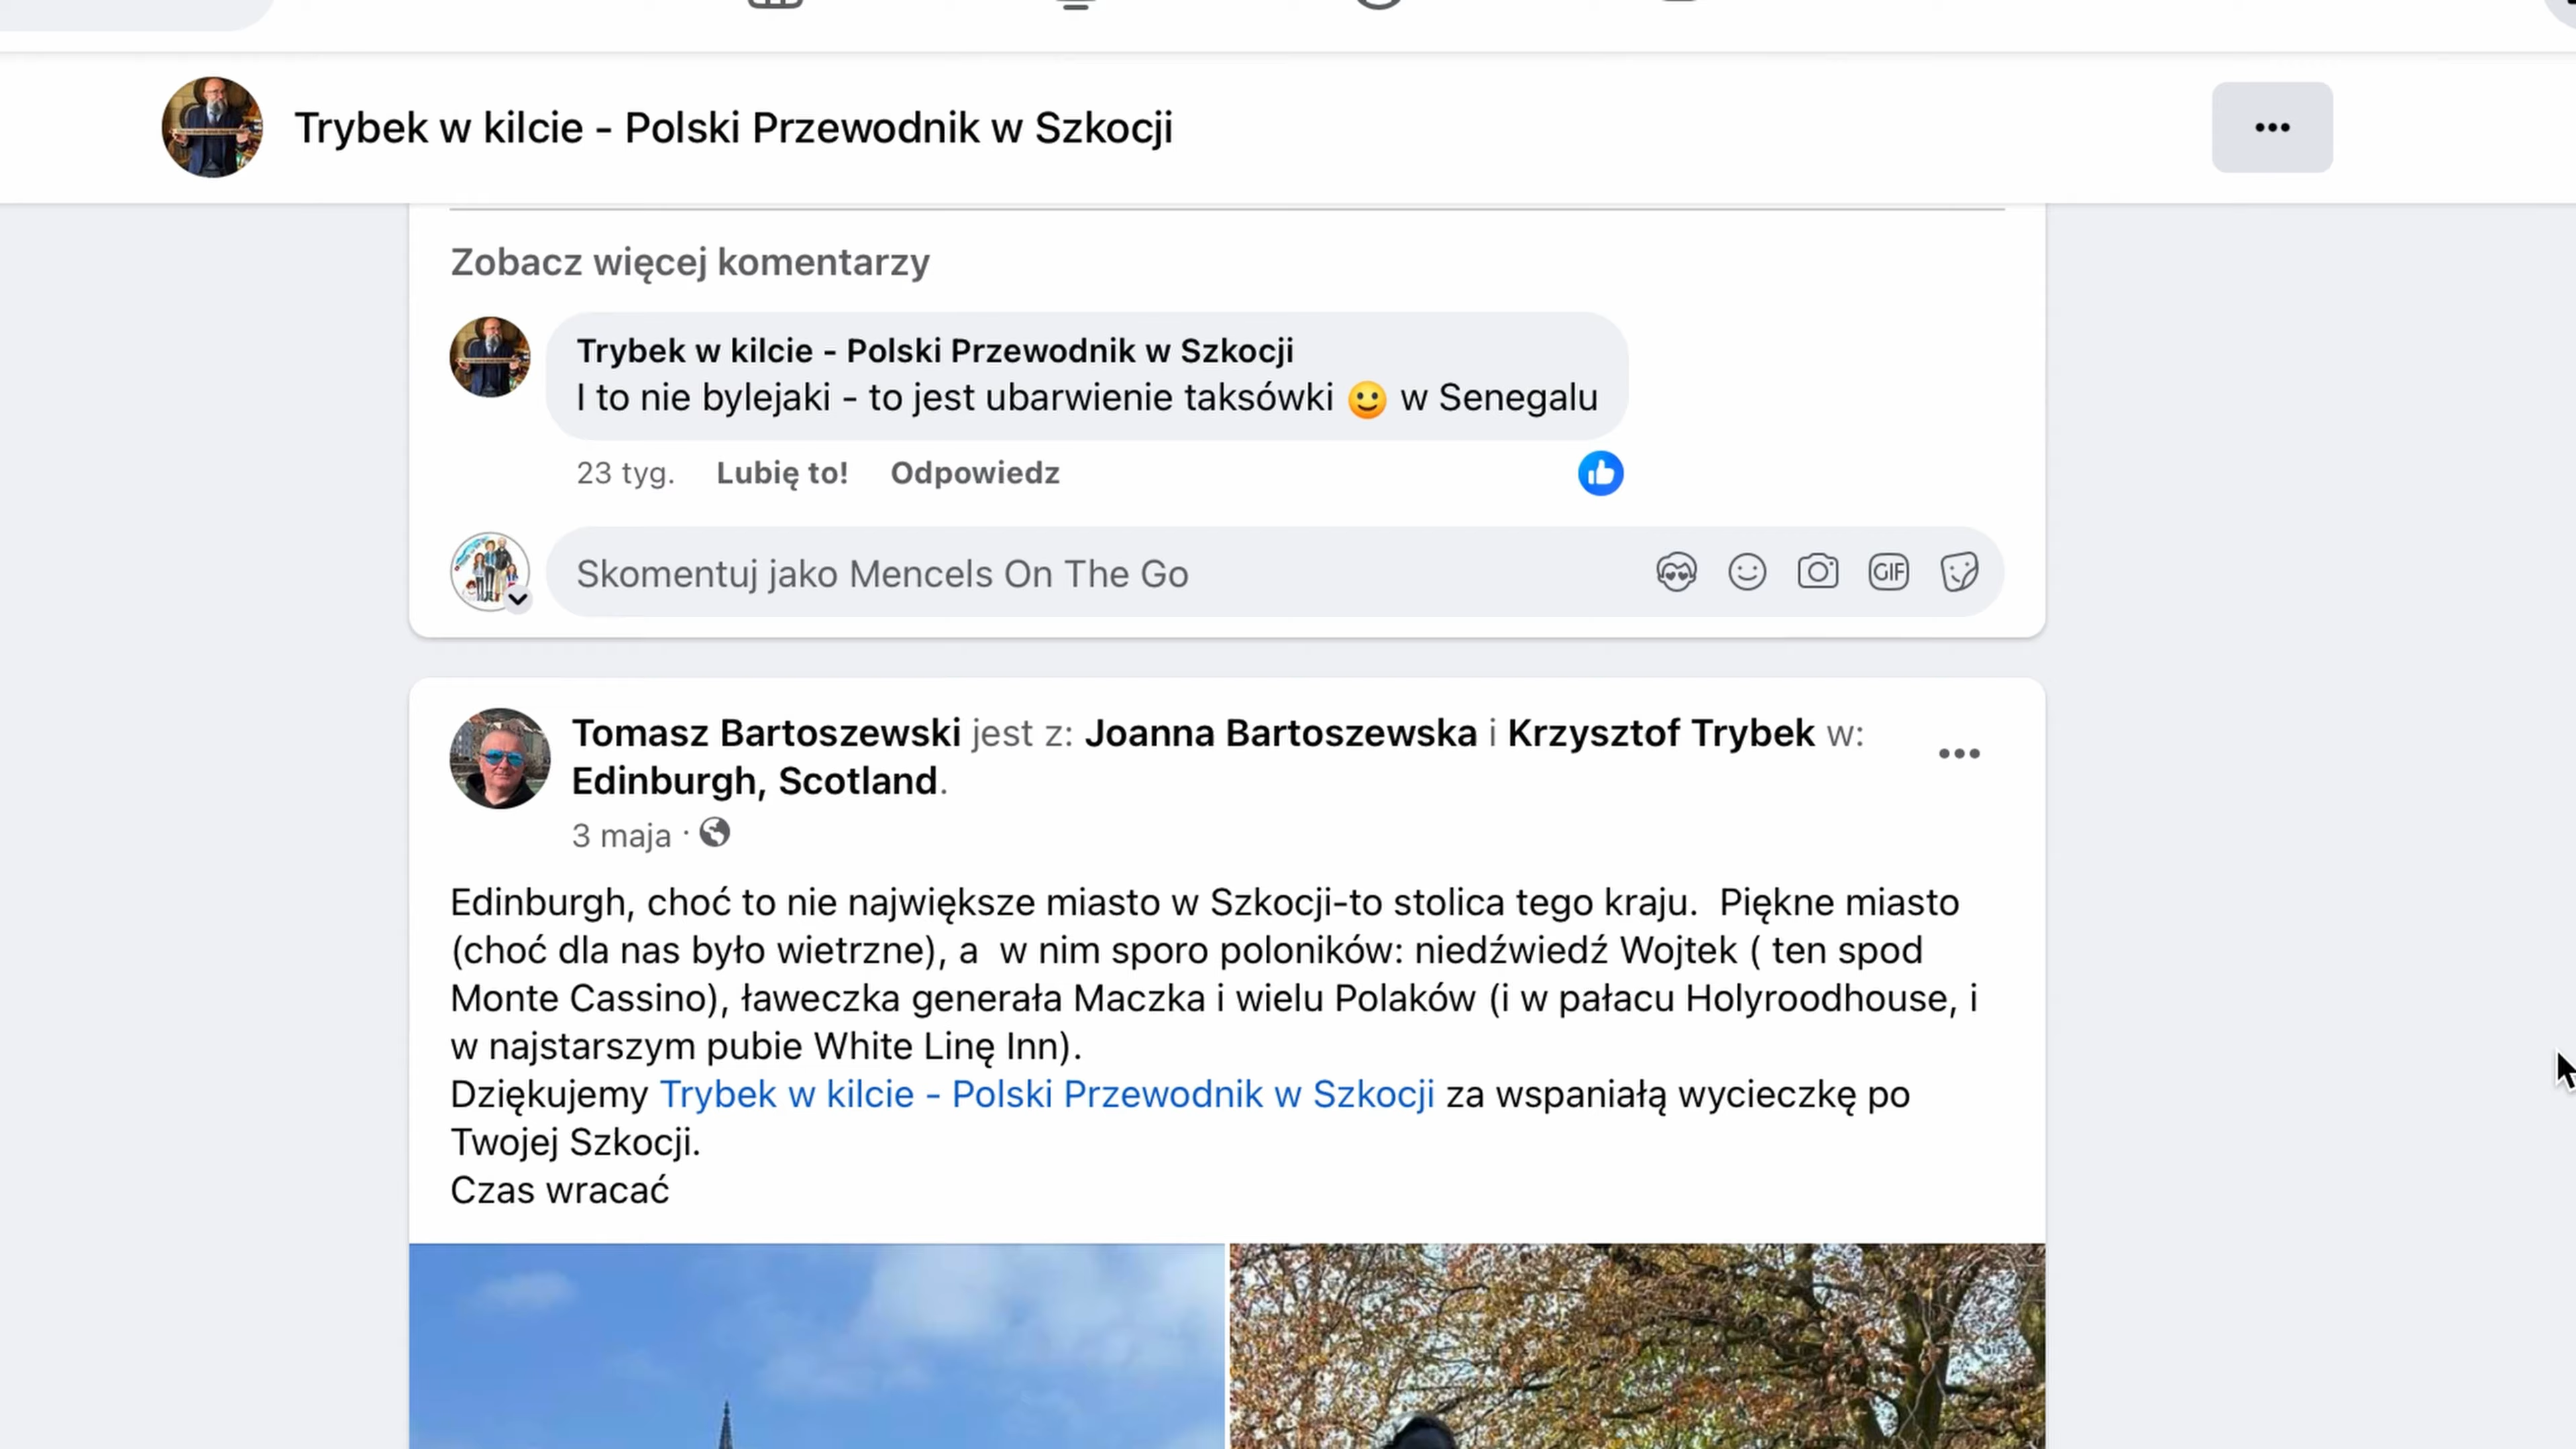 Trybek w kilcie - Polski Przewodnik w Szkocji
Zobacz więcej komentarzy
Trybek w kilcie - Polski Przewodnik w Szkocji
I to nie bylejaki - to jest ubarwienie taksówki 🙂 w Senegalu
23 tyg. Lubię to! Odpowiedz
Skomentuj jako Mencels On The Go
GIF
Tomasz Bartoszewski jest z: Joanna Bartoszewska i Krzysztof Trybek w:
Edinburgh, Scotland.
3 maja ·
Edinburgh, choć to nie największe miasto w Szkocji-to stolica tego kraju.  Piękne miasto
(choć dla nas było wietrzne), a  w nim sporo poloników: niedźwiedź Wojtek ( ten spod
Monte Cassino), ławeczka generała Maczka i wielu Polaków (i w pałacu Holyroodhouse, i
w najstarszym pubie White Linę Inn).
Dziękujemy Trybek w kilcie - Polski Przewodnik w Szkocji za wspaniałą wycieczkę po
Twojej Szkocji.
Czas wracać